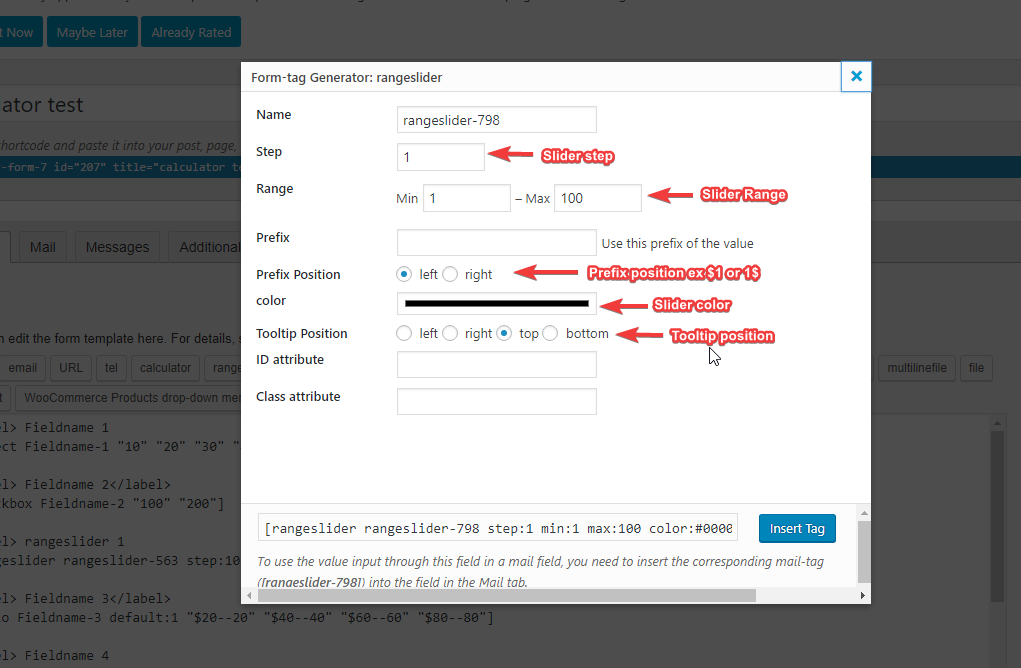 t Now Maybe Later Already Rated
Form-tag Generator: rangeslider
ator test
Name rangeslider-798
hortcode and paste it into your post, page,
Step 1 Slider step
-form-7 id="207" title="calculator te
Range Min 1 – Max 100 Slider Range
Mail Messages Additional
Prefix Use this prefix of the value
Prefix Position left right Prefix position ex $1 or 1$
color Slider color
Tooltip Position left right top bottom Tooltip position
n edit the form template here. For details, s
ID attribute
email URL tel calculator range multilinefile file
Class attribute
t WooCommerce Products drop-down men
el> Fieldname 1
ct Fieldname-1 "10" "20" "30" "
el> Fieldname 2</label>
kbox Fieldname-2 "100" "200"]
[rangeslider rangeslider-798 step:1 min:1 max:100 color:#0000 Insert Tag
el> rangeslider 1
geslider rangeslider-563 step:10
To use the value input through this field in a mail field, you need to insert the corresponding mail-tag
([rangeslider-798]) into the field in the Mail tab.
el> Fieldname 3</label>
o Fieldname-3 default:1 "$20--20" "$40--40" "$60--60" "$80--80"]
el> Fieldname 4